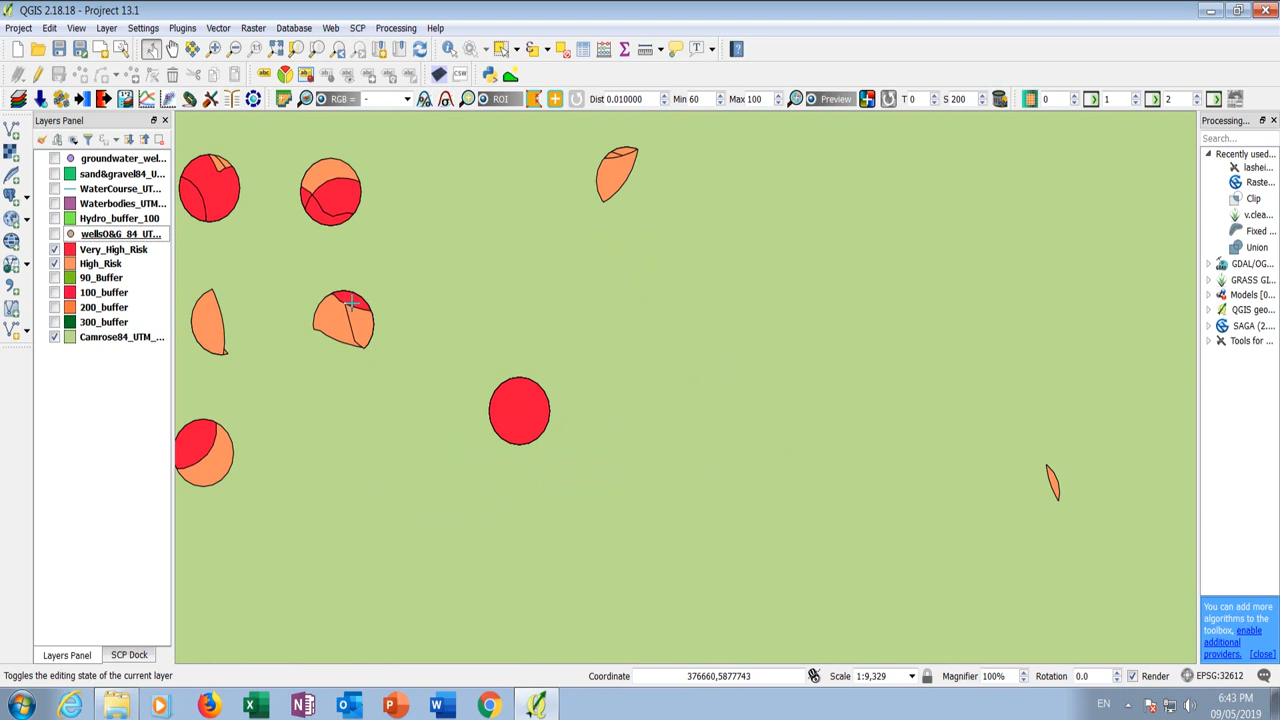 QGIS 2.18.18 - Projrect 13.1
Project Edit View Layer Settings Plugins Vector Raster Database Web SCP Processing Help
RGB = - ROI Dist 0.010000 Min 60 Max 100 Preview T 0 S 200 0 1 2
Layers Panel
groundwater_wel...
sand&gravel84_U...
WaterCourse_UT...
Waterbodies_UTM...
Hydro_buffer_100
wellsO&G_84_UT...
Very_High_Risk
High_Risk
90_Buffer
100_buffer
200_buffer
300_buffer
Camrose84_UTM_...
Processing...
Search...
Recently used...
lashei...
Raste...
Clip
v.clea...
Fixed ...
Union
GDAL/OG...
GRASS GI...
Models [0...
QGIS geo...
SAGA (2...
Tools for ...
You can add more
algorithms to the
toolbox, enable
additional
providers. [close]
Layers Panel SCP Dock
Toggles the editing state of the current layer
Coordinate 376660,5877743 Scale 1:9,329 Magnifier 100% Rotation 0.0 Render EPSG:32612
EN 6:43 PM
09/05/2019